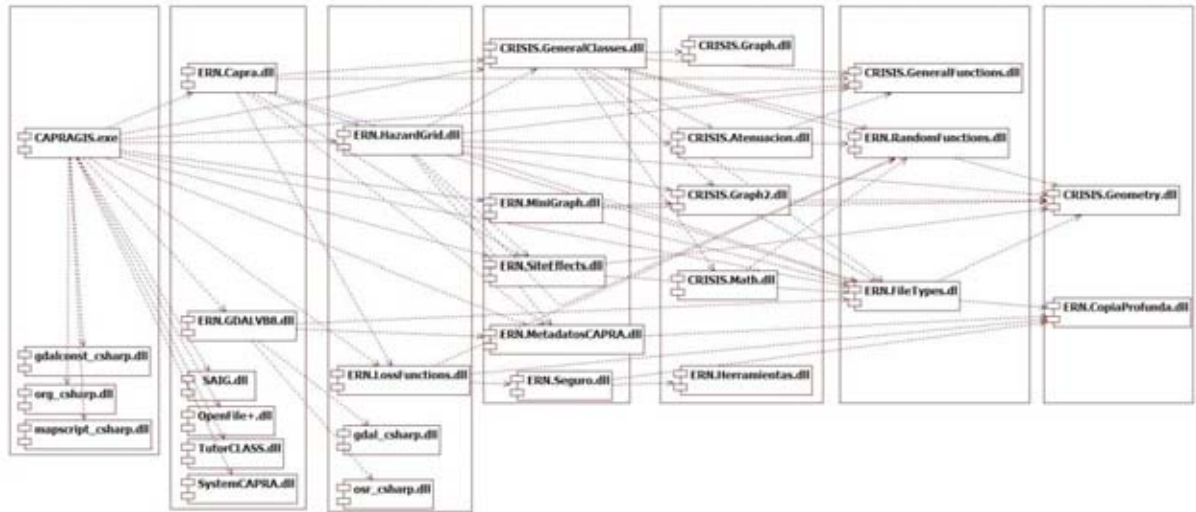 CAPRAGIS.exe
gdalconst_csharp.dll
org_csharp.dll
mapscript_csharp.dll
ERN.Capra.dll
ERN.GDALVB8.dll
SAIG.dll
OpenFile+.dll
TutorCLASS.dll
SystemCAPRA.dll
ERN.HazardGrid.dll
ERN.LossFunctions.dll
gdal_csharp.dll
osr_csharp.dll
CRISIS.GeneralClasses.dll
ERN.MiniGraph.dll
ERN.SiteEffects.dll
ERN.MetadatosCAPRA.dll
ERN.Seguro.dll
CRISIS.Graph.dll
CRISIS.Atenuacion.dll
CRISIS.Graph2.dll
CRISIS.Math.dll
ERN.Herramientas.dll
CRISIS.GeneralFunctions.dll
ERN.RandomFunctions.dll
ERN.FileTypes.dl
CRISIS.Geometry.dll
ERN.CopiaProfunda.dll